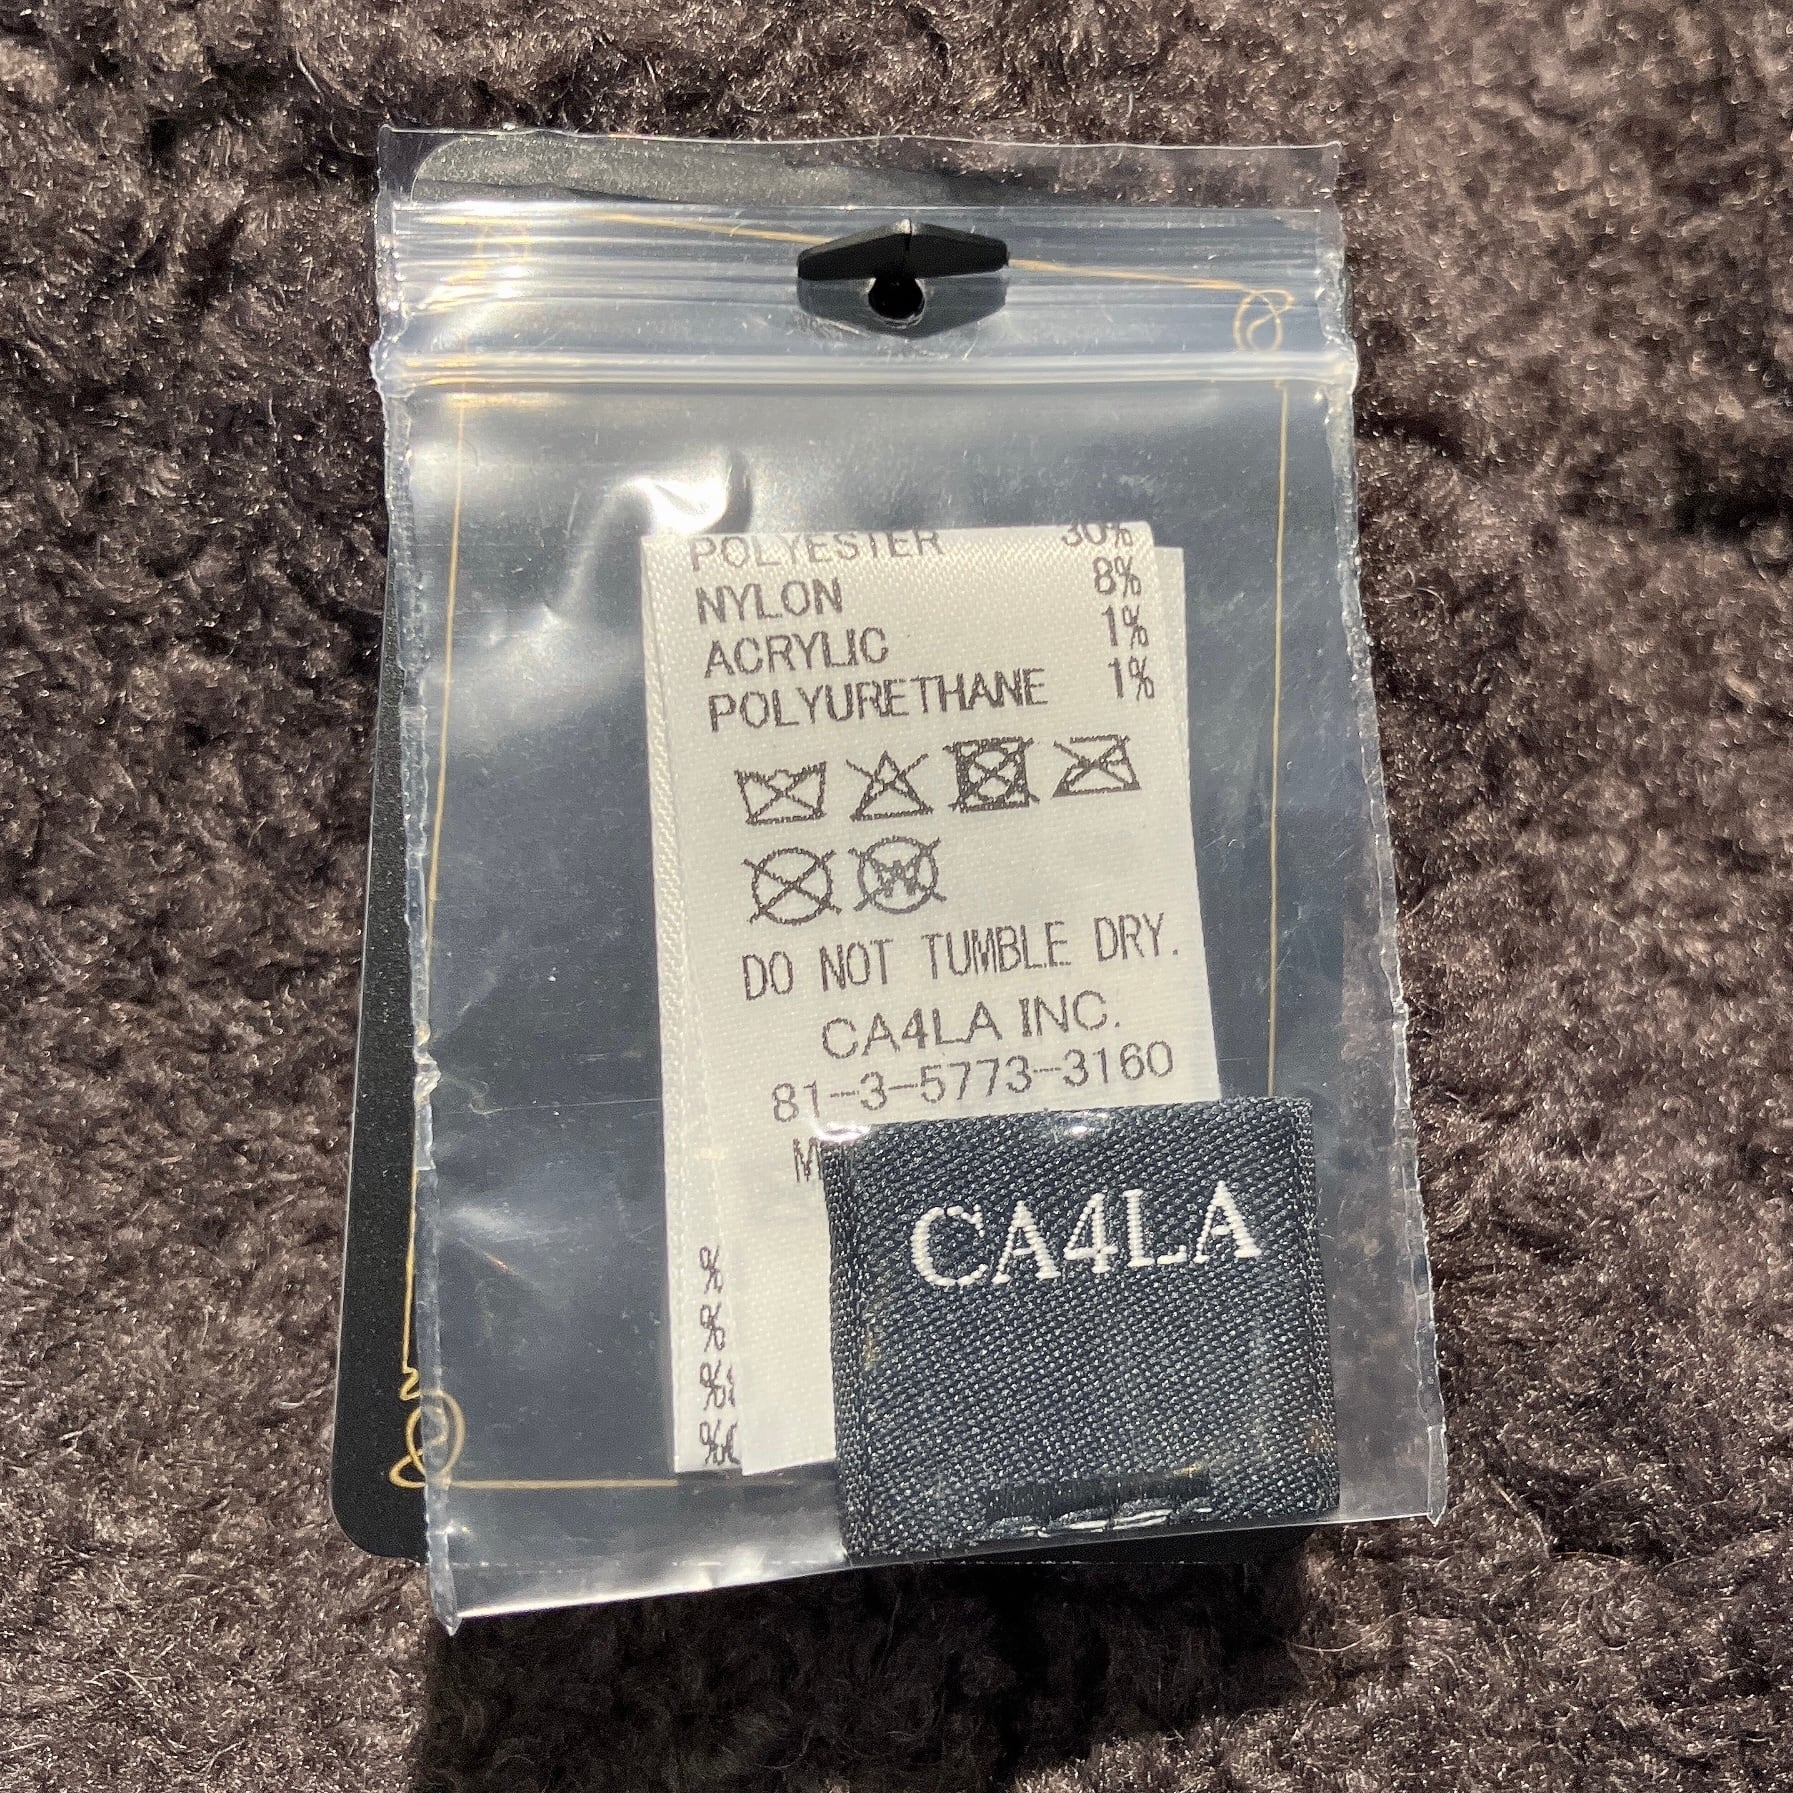 POLYESTER 30%
NYLON 8%
ACRYLIC 1%
POLYURETHANE 1%
W
DO NOT TUMBLE DRY.
CA4LA INC.
81-3-5773-3160
M
CA4LA
%
%
%
%